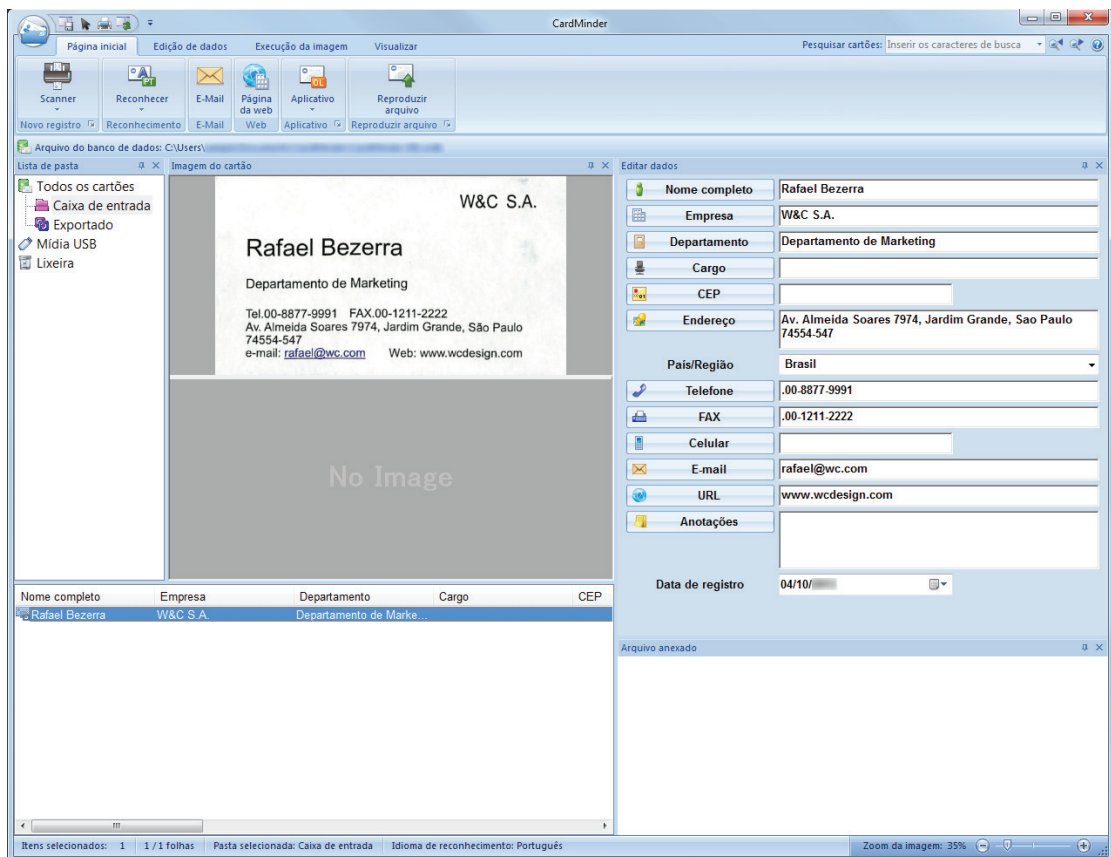 CardMinder
Página inicial
Edição de dados
Execução da imagem
Visualizar
Pesquisar cartões:
Inserir os caracteres de busca
Scanner
Reconhecer
E-Mail
Página da web
Aplicativo
Reproduzir arquivo
Novo registro
Reconhecimento
E-Mail
Web
Aplicativo
Reproduzir arquivo
Arquivo do banco de dados: C:\Users\
Lista de pasta
Todos os cartões
Caixa de entrada
Exportado
Mídia USB
Lixeira
Imagem do cartão
W&C S.A.
Rafael Bezerra
Departamento de Marketing
Tel.00-8877-9991 FAX.00-1211-2222
Av. Almeida Soares 7974, Jardim Grande, São Paulo
74554-547
e-mail: rafael@wc.com Web: www.wcdesign.com
No Image
Editar dados
Nome completo Rafael Bezerra
Empresa W&C S.A.
Departamento Departamento de Marketing
Cargo
CEP
Endereço Av. Almeida Soares 7974, Jardim Grande, Sao Paulo
74554-547
País/Região Brasil
Telefone .00-8877-9991
FAX .00-1211-2222
Celular
E-mail rafael@wc.com
URL www.wcdesign.com
Anotações
Data de registro 04/10/
Nome completo Empresa Departamento Cargo CEP
Rafael Bezerra W&C S.A. Departamento de Marke...
Arquivo anexado
Itens selecionados: 1 1 / 1 folhas Pasta selecionada: Caixa de entrada Idioma de reconhecimento: Português Zoom da imagem: 35%